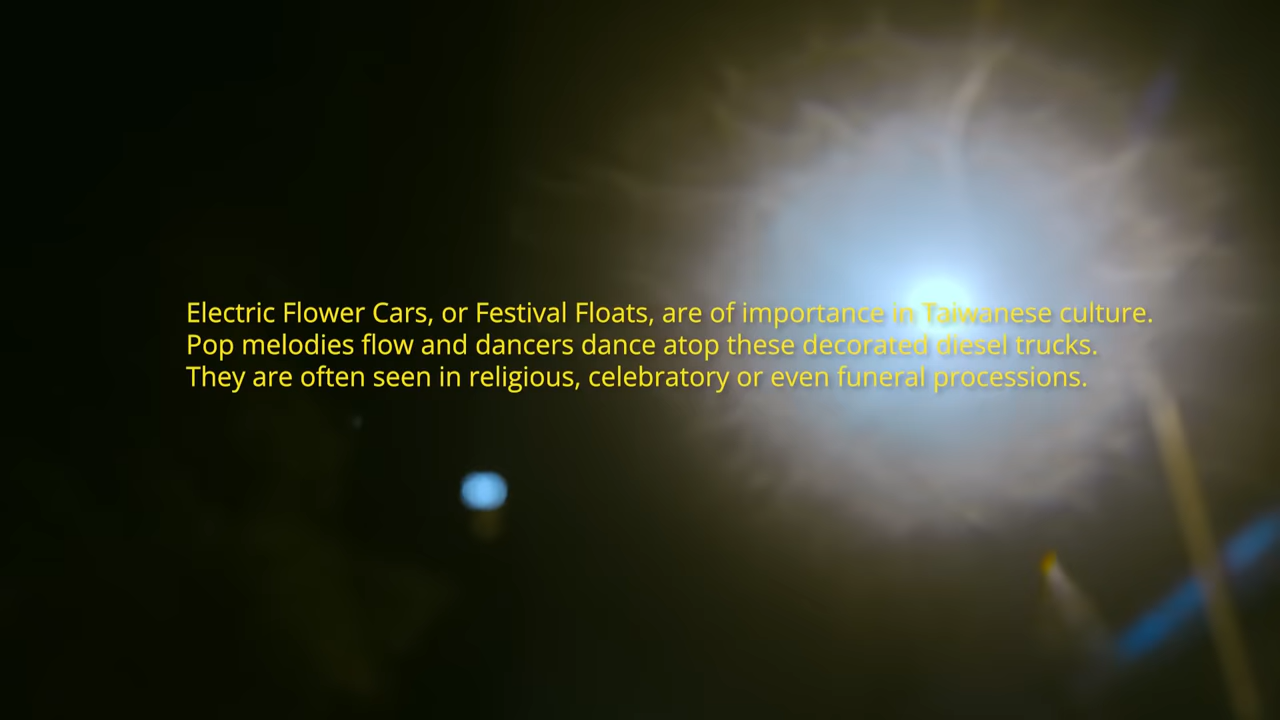 Electric Flower Cars, or Festival Floats, are of importance in Taiwanese culture.
Pop melodies flow and dancers dance atop these decorated diesel trucks.
They are often seen in religious, celebratory or even funeral processions.